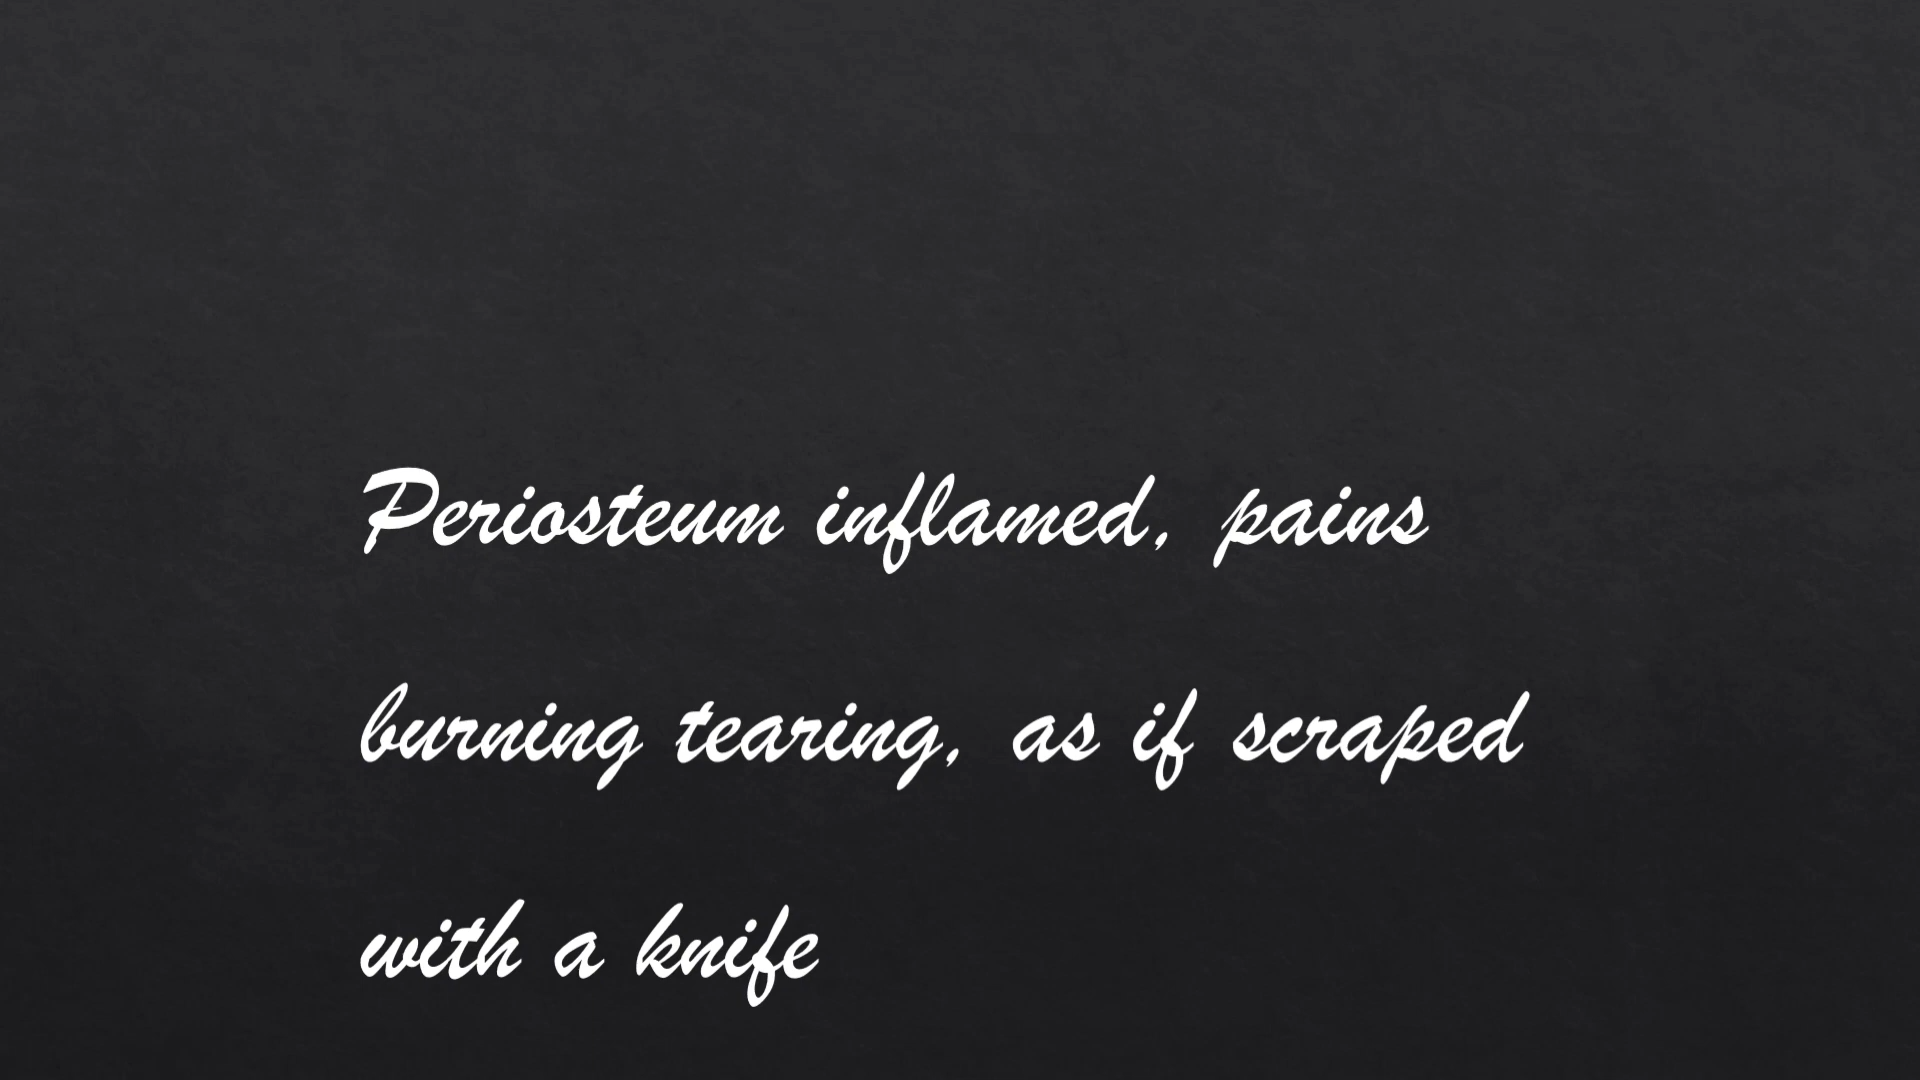 Periosteum inflamed, pains
burning tearing, as if scraped
with a knife